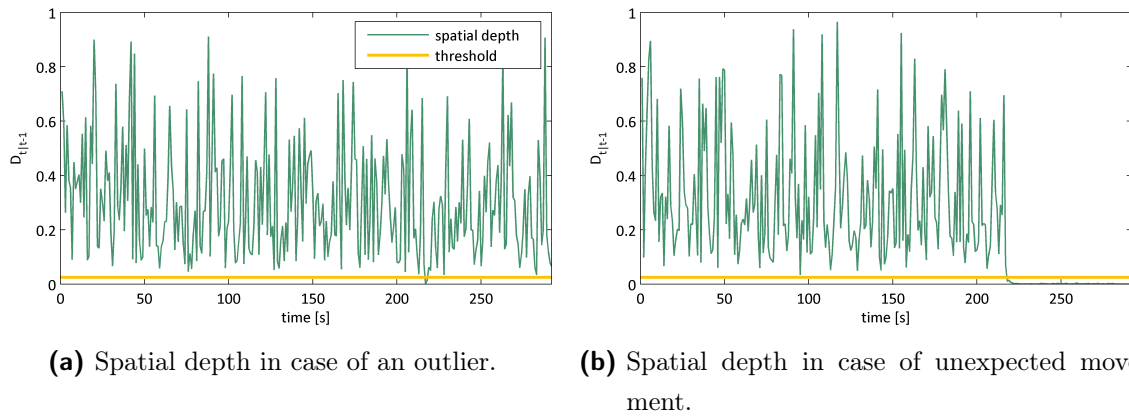 1
0.8
0.6
0.4
0.2
0
D_t|t-1
0 50 100 150 200 250
time [s]
spatial depth
threshold
1
0.8
0.6
0.4
0.2
0
D_t|t-1
0 50 100 150 200 250
time [s]
(a) Spatial depth in case of an outlier.
(b) Spatial depth in case of unexpected move
ment.